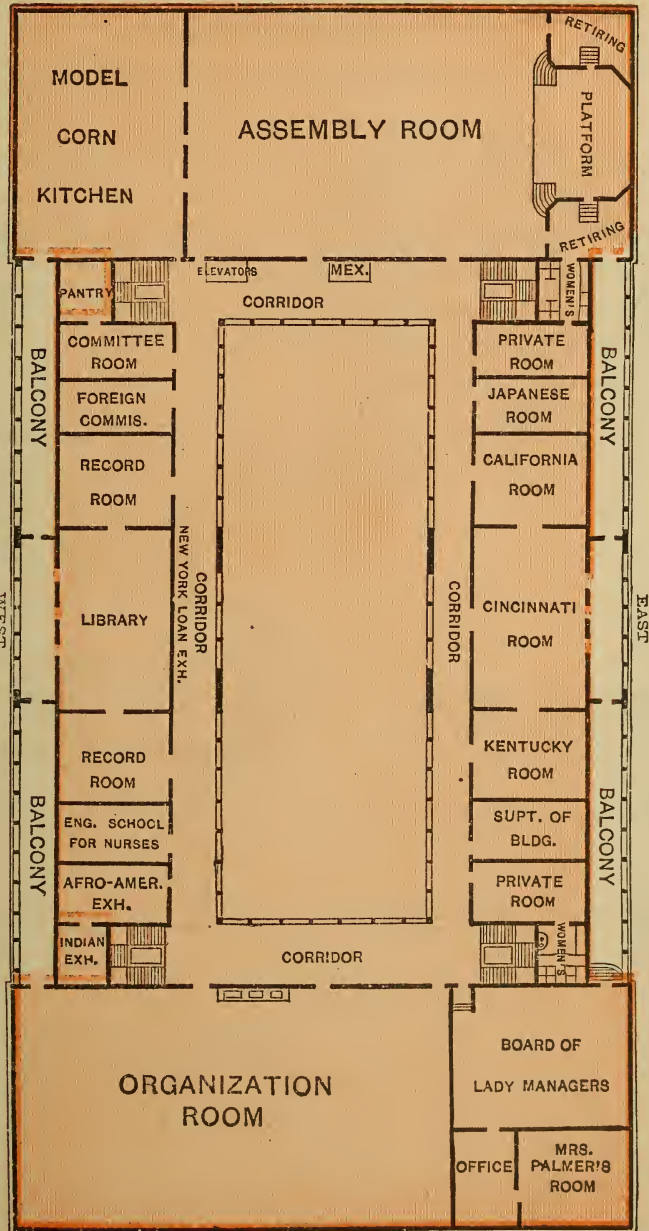 RETIRING
MODEL
CORN
KITCHEN
ASSEMBLY ROOM
PLATFORM
RETIRING
ELEVATORS
MEX.
CORRIDOR
WOMEN'S
PANTRY
BALCONY
COMMITTEE
ROOM
FOREIGN
COMMIS.
RECORD
ROOM
PRIVATE
ROOM
JAPANESE
ROOM
CALIFORNIA
ROOM
BALCONY
WEST
LIBRARY
NEW YORK LOAN EXH.
CORRIDOR
CORRIDOR
CINCINNATI
ROOM
EAST
BALCONY
RECORD
ROOM
ENG. SCHOOL
FOR NURSES
AFRO-AMER.
EXH.
INDIAN
EXH.
KENTUCKY
ROOM
SUPT. OF
BLDG.
PRIVATE
ROOM
BALCONY
WOMEN'S
CORRIDOR
ORGANIZATION
ROOM
BOARD OF
LADY MANAGERS
OFFICE
MRS.
PALMER'S
ROOM